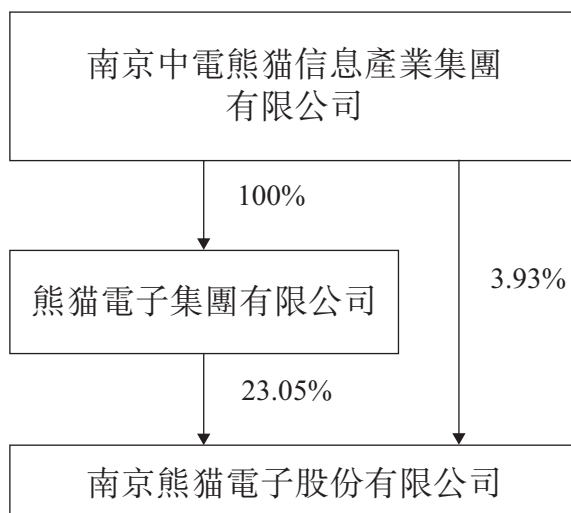 南京中電熊猫信息產業集團
有限公司
100%
熊猫電子集團有限公司
3.93%
23.05%
南京熊猫電子股份有限公司